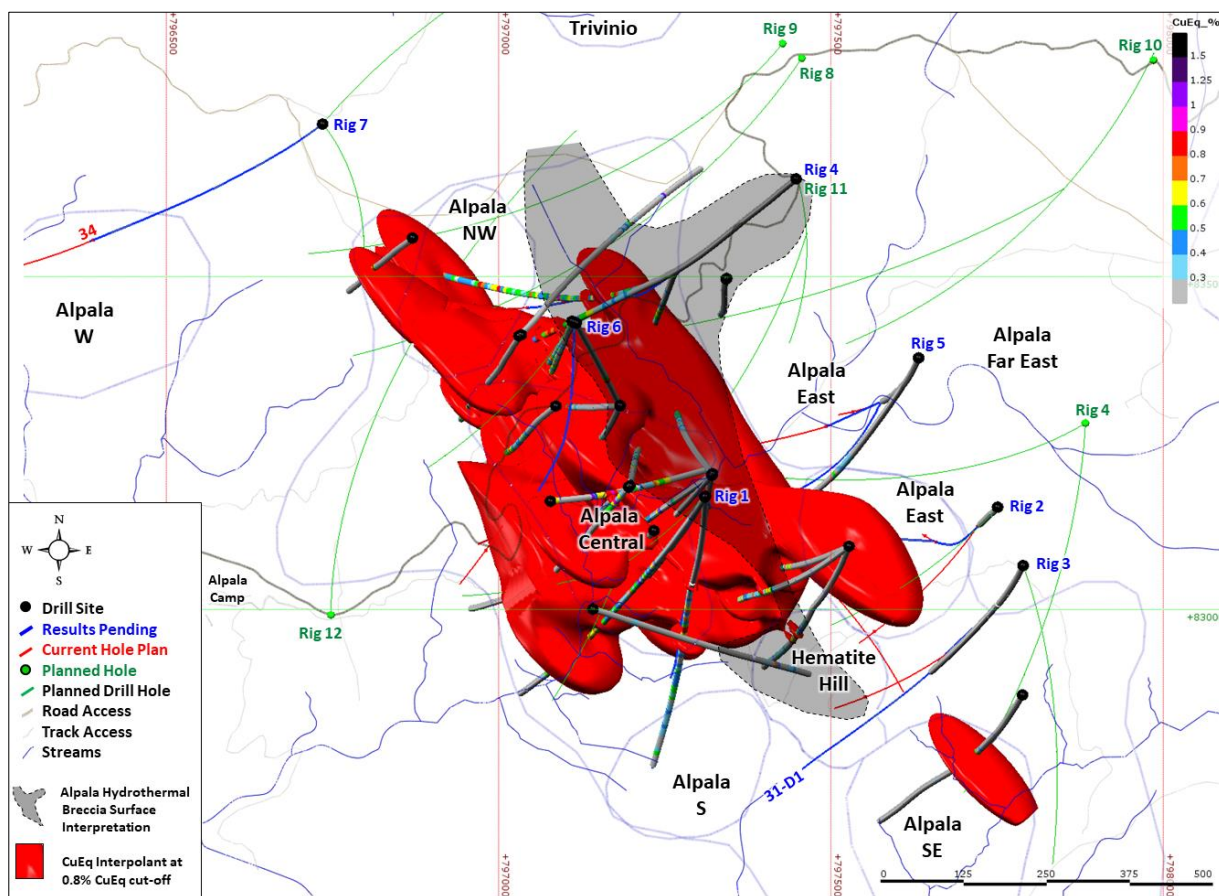 +796500
+797000
Trivinio
+797500
+798000
CuEq_%
1.5
1.25
1
0.9
0.8
0.7
0.6
0.5
0.4
0.3
Rig 9
Rig 8
Rig 10
Rig 7
Rig 4
Rig 11
34
Alpala
NW
Alpala
W
+8350
Rig 6
Rig 5
Alpala
Far East
Alpala
East
Rig 4
Rig 1
Alpala
Central
Alpala
East
Rig 2
Rig 3
Alpala
Camp
Rig 12
+8300
Hematite
Hill
31-D1
Alpala
S
Alpala
SE
N
W
E
S
Drill Site
Results Pending
Current Hole Plan
Planned Hole
Planned Drill Hole
Road Access
Track Access
Streams
Alpala Hydrothermal
Breccia Surface
Interpretation
CuEq Interpolant at
0.8% CuEq cut-off
+797000
+797500
+798000
0 125 250 375 500